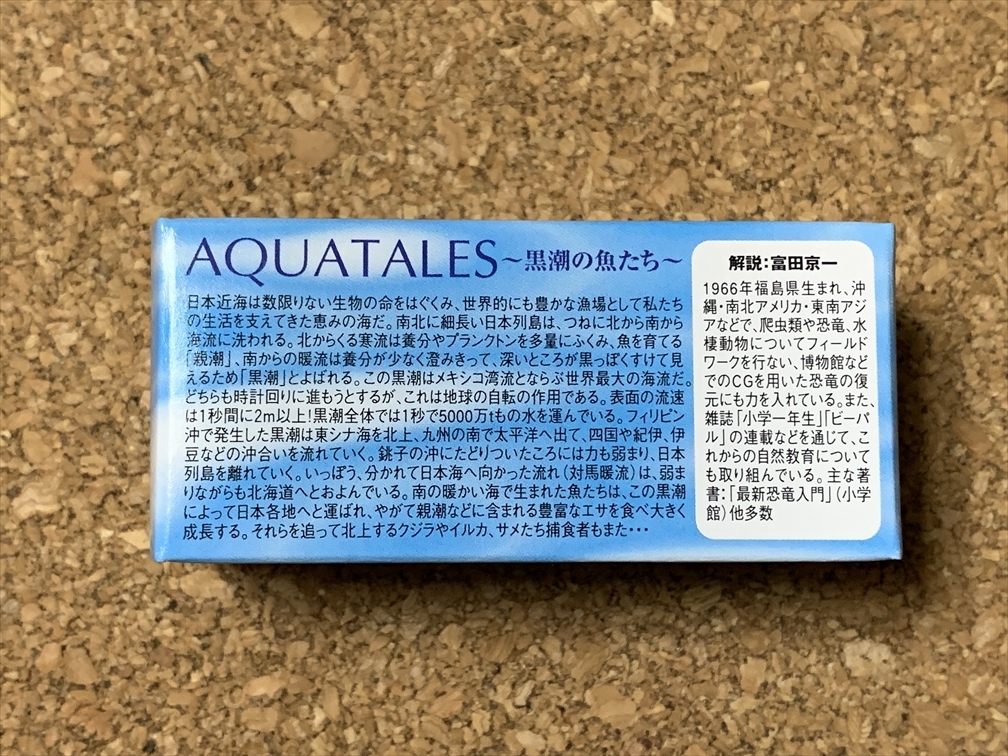 AQUATALES ～黒潮の魚たち～
日本近海は数限りない生物の命をはぐくみ、世界的にも豊かな漁場として私たち
の生活を支えてきた恵みの海だ。南北に細長い日本列島は、つねに北から南から
海流に洗われる。北からくる寒流は養分やプランクトンを多量にふくみ、魚を育てる
「親潮」、南からの暖流は養分が少なく澄みきって、深いところが黒っぽくすけて見
えるため「黒潮」とよばれる。この黒潮はメキシコ湾流とならぶ世界最大の海流だ。
どちらも時計回りに進もうとするが、これは地球の自転の作用である。表面の流速
は1秒間に2m以上!黒潮全体では1秒で5000万tもの水を運んでいる。フィリピン
沖で発生した黒潮は東シナ海を北上、九州の南で太平洋へ出て、四国や紀伊、伊
豆などの沖合いを流れていく。銚子の沖にたどりついたころには力も弱まり、日本
列島を離れていく。いっぽう、分かれて日本海へ向かった流れ(対馬暖流)は、弱ま
りながらも北海道へとおよんでいる。南の暖かい海で生まれた魚たちは、この黒潮
によって日本各地へと運ばれ、やがて親潮などに含まれる豊富なエサを食べ大きく
成長する。それらを追って北上するクジラやイルカ、サメたち捕食者もまた・・・
解説:富田京一
1966年福島県生まれ、沖
縄・南北アメリカ・東南アジ
アなどで、爬虫類や恐竜、水
棲動物についてフィールド
ワークを行ない、博物館など
でのCGを用いた恐竜の復
元にも力を入れている。また、
雑誌「小学一年生」「ビーパ
ル」の連載などを通じて、こ
れからの自然教育について
も取り組んでいる。主な著
書:「最新恐竜入門」(小学
館)他多数